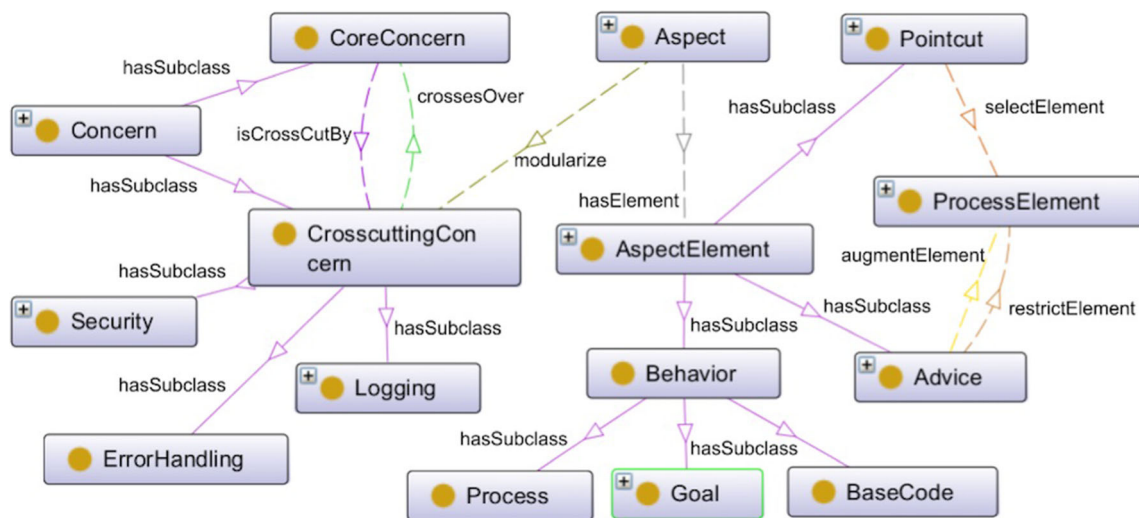 CoreConcern
Aspect
Pointcut
hasSubclass
crossesOver
hasSubclass
selectElement
Concern
isCrossCutBy
modularize
hasSubclass
hasElement
ProcessElement
CrosscuttingCon
cern
AspectElement
augmentElement
hasSubclass
Security
hasSubclass
hasSubclass
hasSubclass
restrictElement
Behavior
Advice
hasSubclass
Logging
ErrorHandling
hasSubclass
hasSubclass
Process
Goal
BaseCode